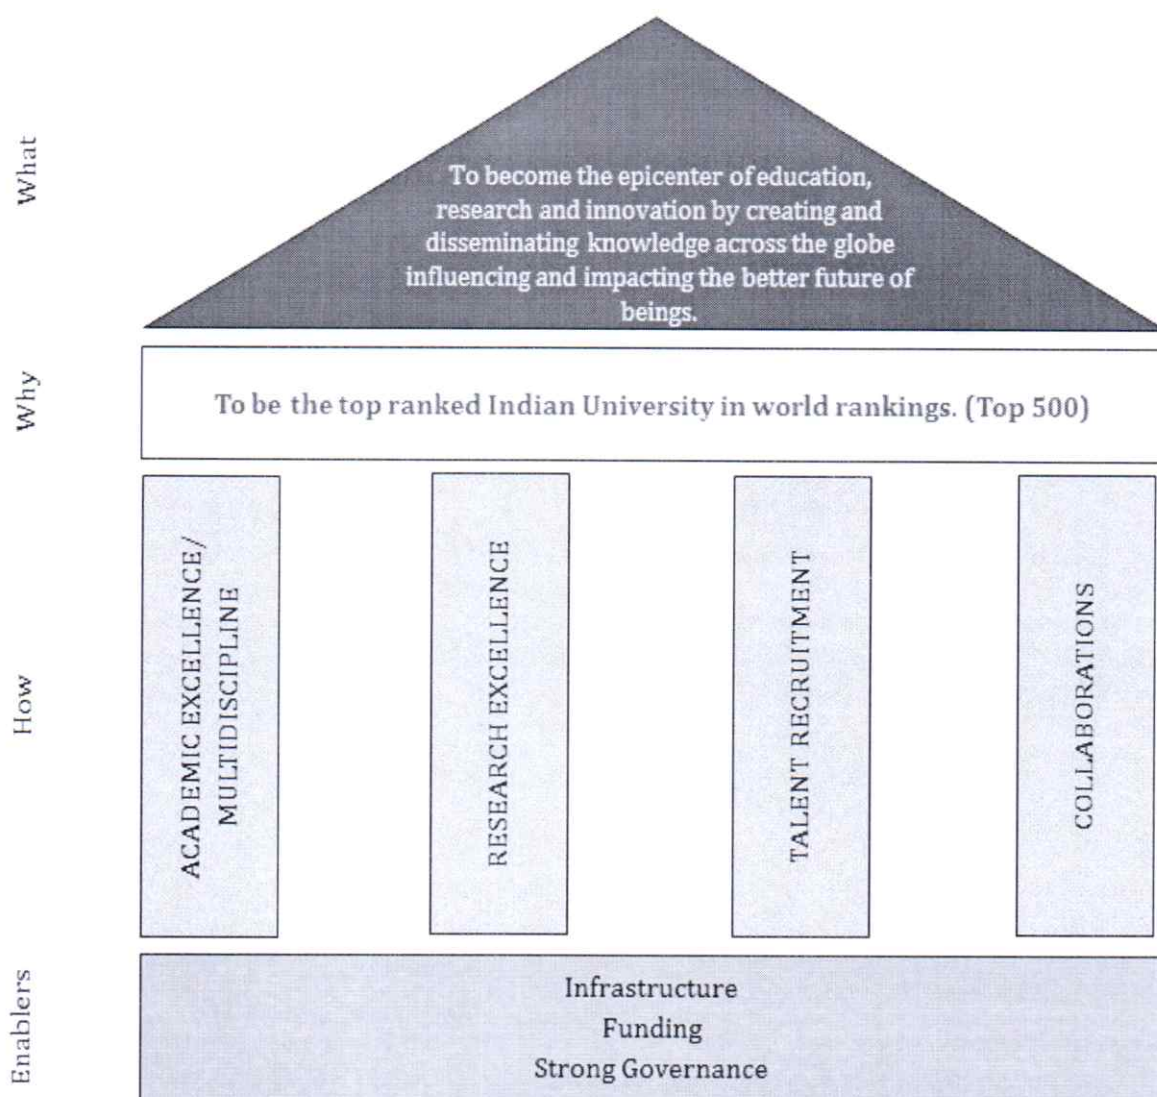 What
To become the epicenter of education,
research and innovation by creating and
disseminating knowledge across the globe
influencing and impacting the better future of
beings.
Why
To be the top ranked Indian University in world rankings. (Top 500)
How
ACADEMIC EXCELLENCE/
MULTIDISCIPLINE
RESEARCH EXCELLENCE
TALENT RECRUITMENT
COLLABORATIONS
Enablers
Infrastructure
Funding
Strong Governance